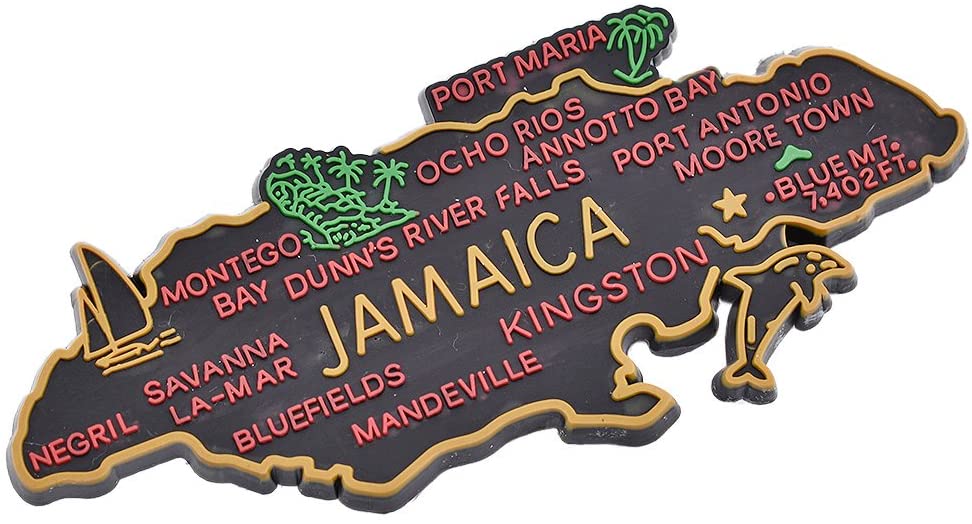 PORT MARIA
OCHO RIOS
ANNOTTO BAY
PORT ANTONIO
MOORE TOWN
•BLUE MT.
•7,402FT.•
MONTEGO
BAY
DUNN'S RIVER FALLS
JAMAICA
KINGSTON
SAVANNA
LA-MAR
NEGRIL
BLUEFIELDS
MANDEVILLE